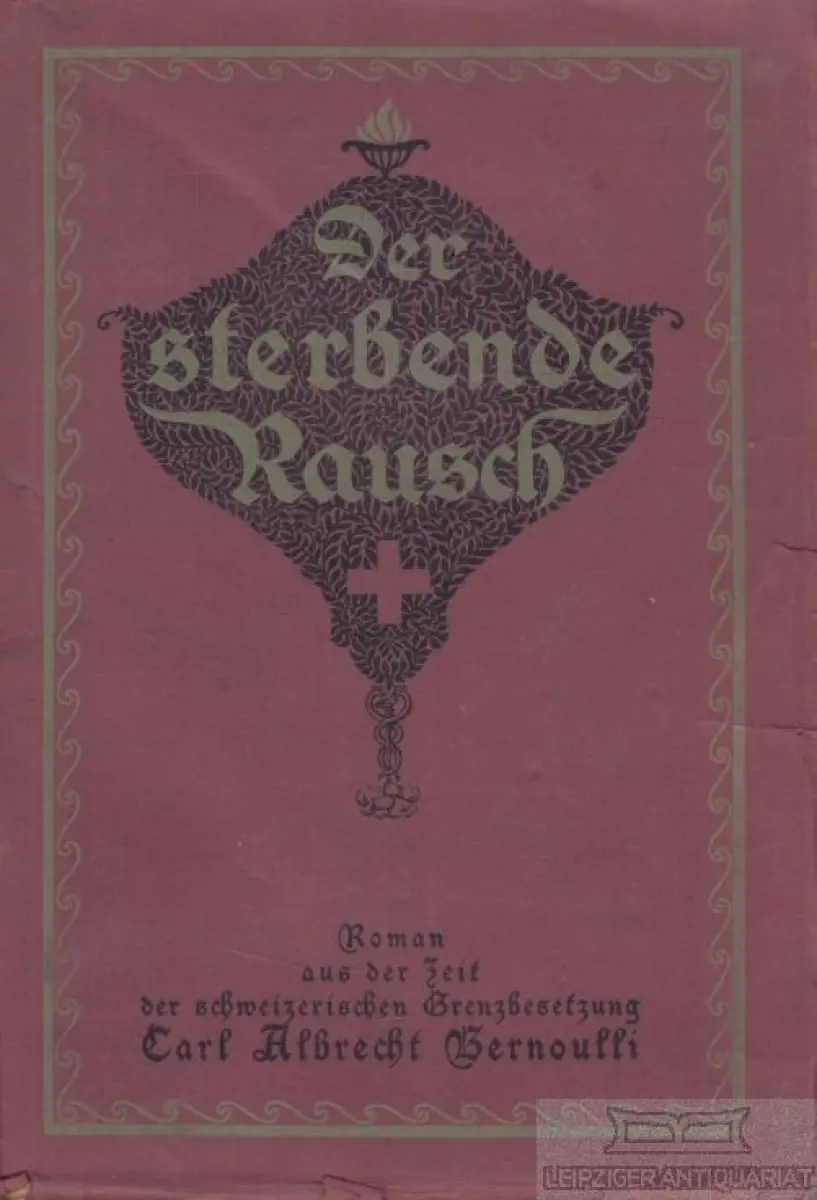 Der
sterbende
Rausch
Roman
aus der Zeit
der schweizerischen Grenzbesetzung
Carl Albrecht Bernoulli
LEIPZIGER ANTIQUARIAT